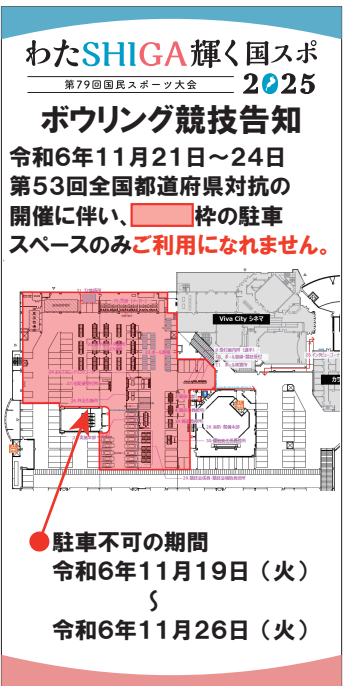 わたSHIGA輝く国スポ
第79回国民スポーツ大会
2025
ボウリング競技告知
令和6年11月21日～24日
第53回全国都道府県対抗の
開催に伴い、枠の駐車
スペースのみご利用になれません。
Viva City シネマ
駐車不可の期間
令和6年11月19日（火）
～
令和6年11月26日（火）